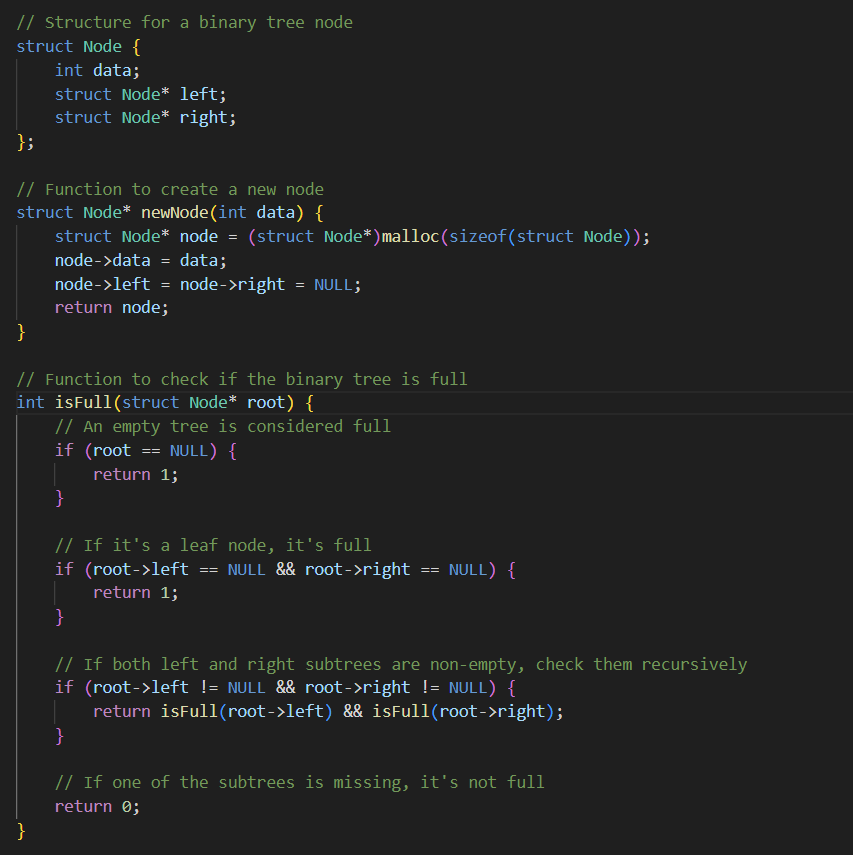 // Structure for a binary tree node
struct Node {
    int data;
    struct Node* left;
    struct Node* right;
};

// Function to create a new node
struct Node* newNode(int data) {
    struct Node* node = (struct Node*)malloc(sizeof(struct Node));
    node->data = data;
    node->left = node->right = NULL;
    return node;
}

// Function to check if the binary tree is full
int isFull(struct Node* root) {
    // An empty tree is considered full
    if (root == NULL) {
        return 1;
    }

    // If it's a leaf node, it's full
    if (root->left == NULL && root->right == NULL) {
        return 1;
    }

    // If both left and right subtrees are non-empty, check them recursively
    if (root->left != NULL && root->right != NULL) {
        return isFull(root->left) && isFull(root->right);
    }

    // If one of the subtrees is missing, it's not full
    return 0;
}